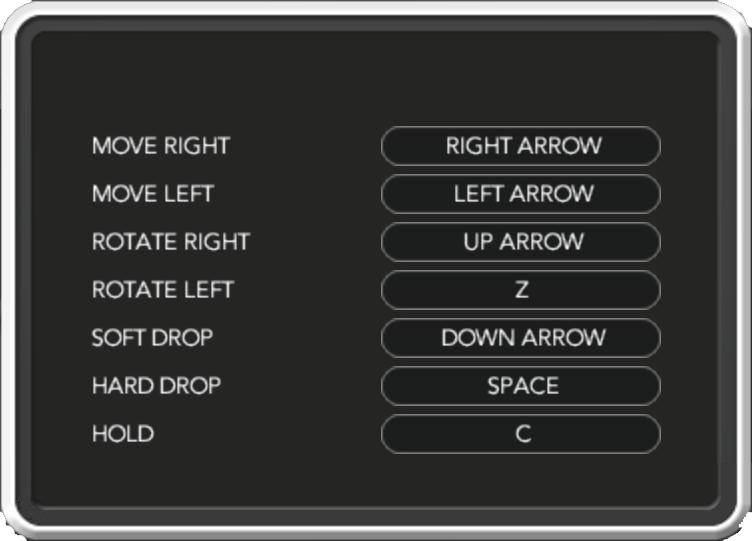 MOVE RIGHT RIGHT ARROW
MOVE LEFT LEFT ARROW
ROTATE RIGHT UP ARROW
ROTATE LEFT Z
SOFT DROP DOWN ARROW
HARD DROP SPACE
HOLD C